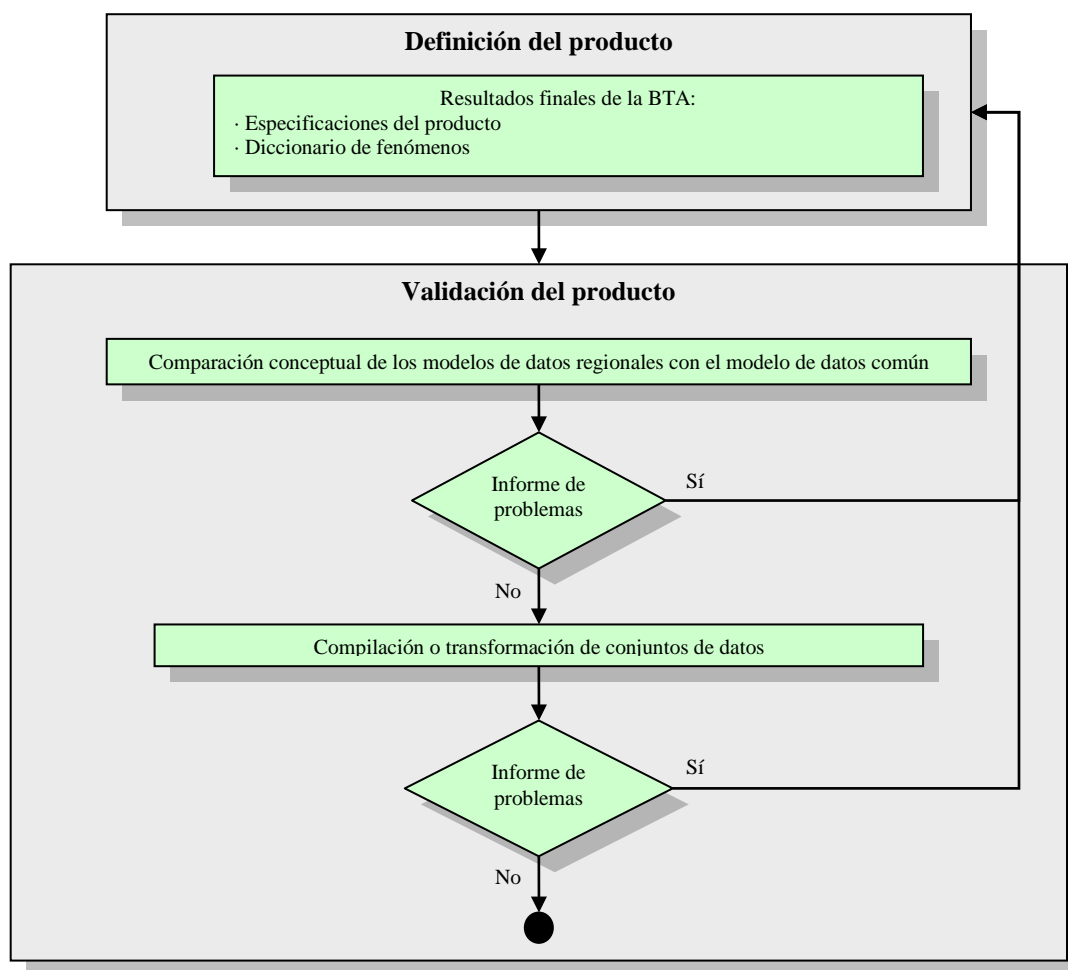 Definición del producto
Resultados finales de la BTA:
· Especificaciones del producto
· Diccionario de fenómenos
Validación del producto
Comparación conceptual de los modelos de datos regionales con el modelo de datos común
Informe de
problemas
Sí
No
Compilación o transformación de conjuntos de datos
Informe de
problemas
Sí
No